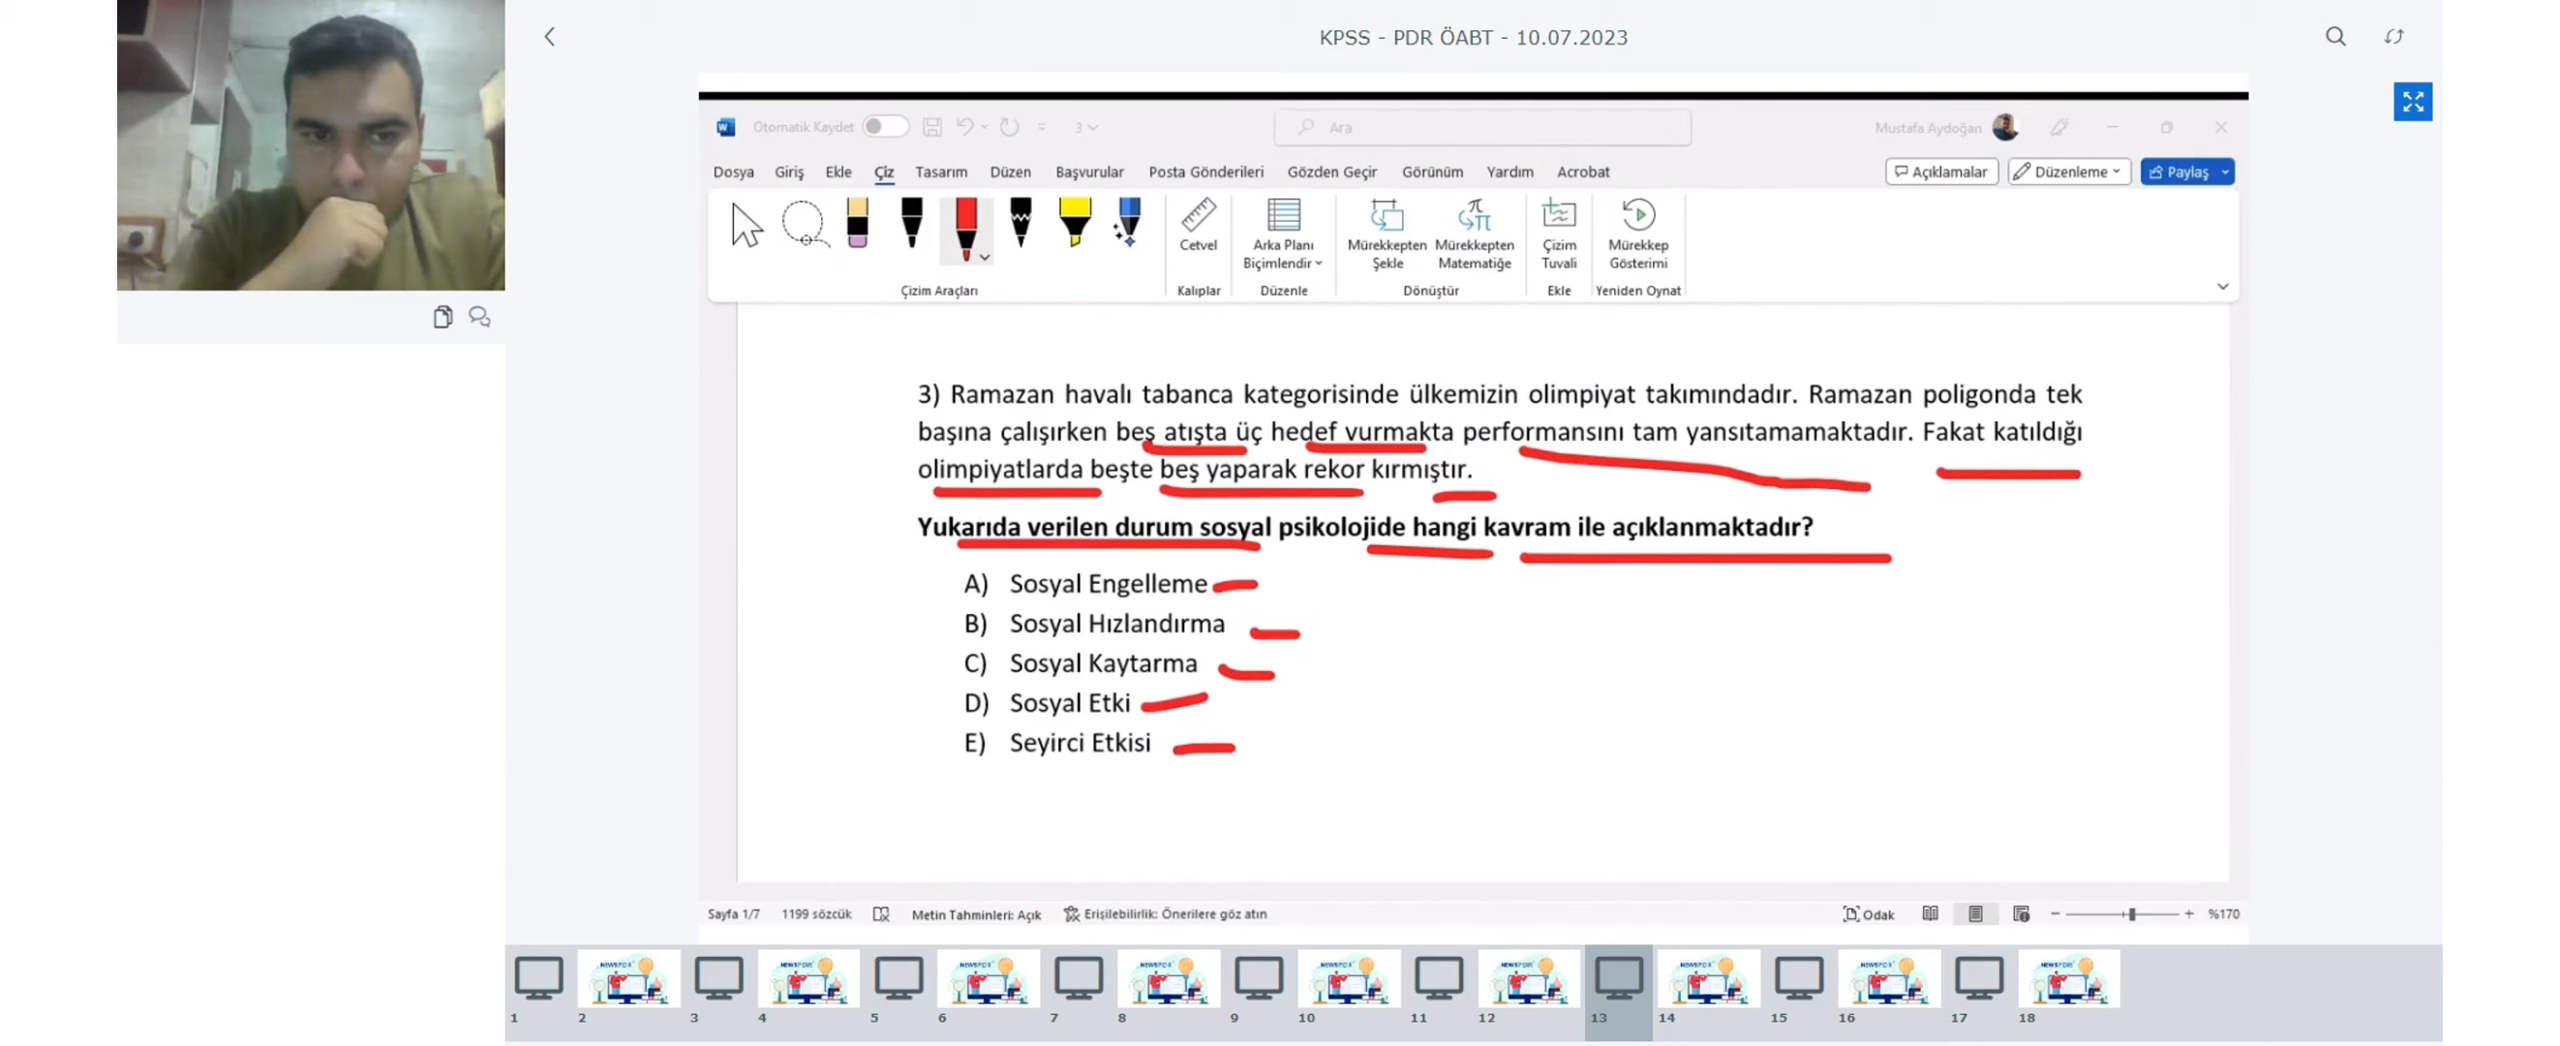 KPSS - PDR ÖABT - 10.07.2023
Otomatik Kaydet
3
Ara
Mustafa Aydoğan
Dosya Giriş Ekle Çiz Tasarım Düzen Başvurular Posta Gönderileri Gözden Geçir Görünüm Yardım Acrobat
Açıklamalar Düzenleme Paylaş
Cetvel
Arka Planı Biçimlendir
Mürekkepten Şekle
Mürekkepten Matematiğe
Çizim Tuvali
Mürekkep Gösterimi
Çizim Araçları Kalıplar Düzenle Dönüştür Ekle Yeniden Oynat
3) Ramazan havalı tabanca kategorisinde ülkemizin olimpiyat takımındadır. Ramazan poligonda tek
başına çalışırken beş atışta üç hedef vurmakta performansını tam yansıtamamaktadır. Fakat katıldığı
olimpiyatlarda beşte beş yaparak rekor kırmıştır.
Yukarıda verilen durum sosyal psikolojide hangi kavram ile açıklanmaktadır?
A) Sosyal Engelleme
B) Sosyal Hızlandırma
C) Sosyal Kaytarma
D) Sosyal Etki
E) Seyirci Etkisi
Sayfa 1/7 1199 sözcük Metin Tahminleri: Açık Erişilebilirlik: Önerilere göz atın Odak %170
1 2 3 4 5 6 7 8 9 10 11 12 13 14 15 16 17 18